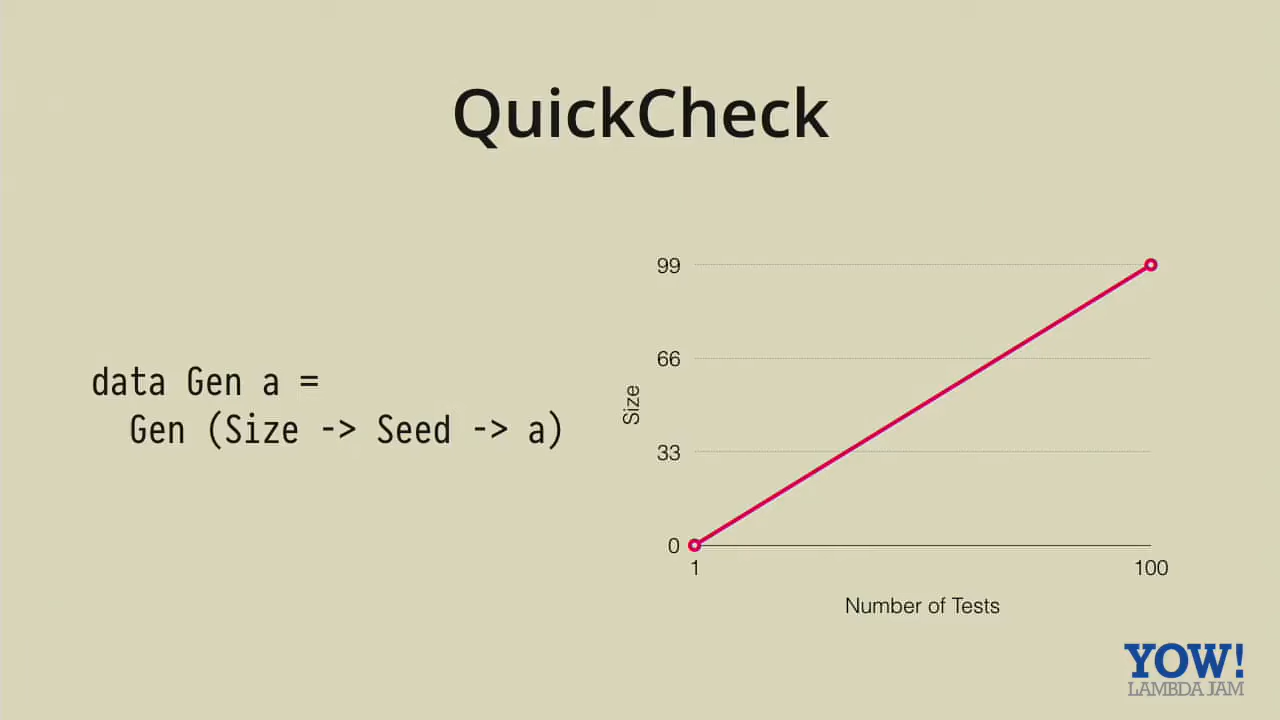 QuickCheck
data Gen a =
Gen (Size -> Seed -> a)
99
66
33
0
Size
1
100
Number of Tests
YOW!
LAMBDA JAM